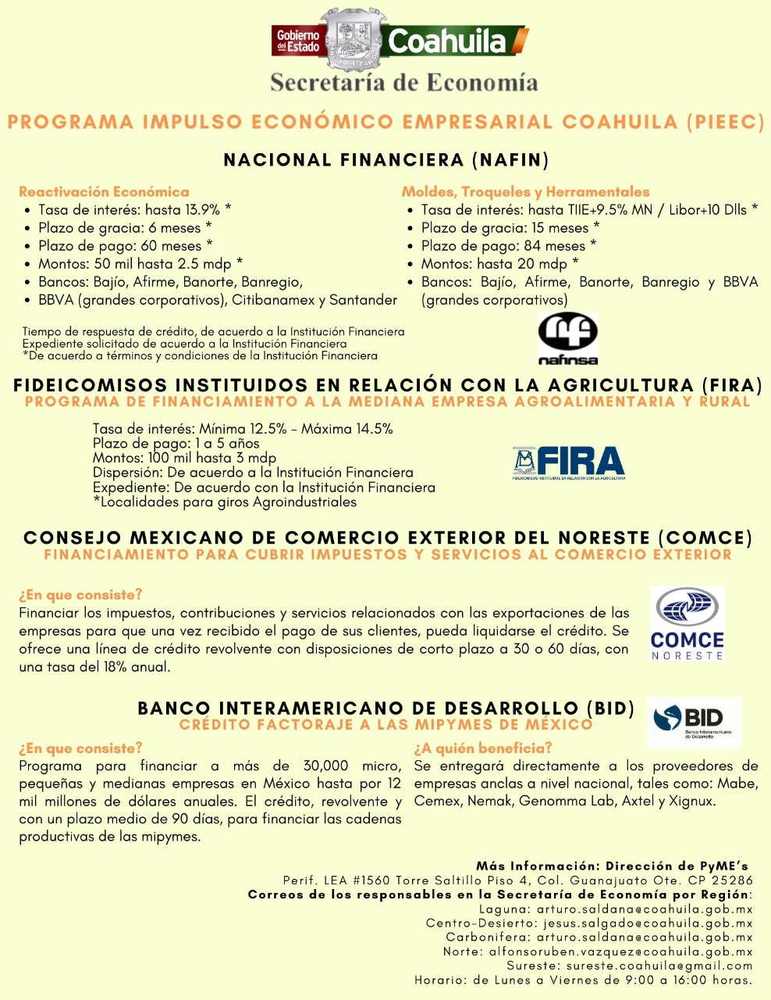 Gobierno
del Estado
Coahuila
Secretaría de Economía
PROGRAMA IMPULSO ECONÓMICO EMPRESARIAL COAHUILA (PIEEC)
NACIONAL FINANCIERA (NAFIN)
Reactivación Económica
• Tasa de interés: hasta 13.9% *
• Plazo de gracia: 6 meses *
• Plazo de pago: 60 meses *
• Montos: 50 mil hasta 2.5 mdp *
• Bancos: Bajío, Afirme, Banorte, Banregio,
• BBVA (grandes corporativos), Citibanamex y Santander
Moldes, Troqueles y Herramentales
• Tasa de interés: hasta TIIE+9.5% MN / Libor+10 Dlls *
• Plazo de gracia: 15 meses *
• Plazo de pago: 84 meses *
• Montos: hasta 20 mdp *
• Bancos: Bajío, Afirme, Banorte, Banregio y BBVA
(grandes corporativos)
Tiempo de respuesta de crédito, de acuerdo a la Institución Financiera
Expediente solicitado de acuerdo a la Institución Financiera
*De acuerdo a términos y condiciones de la Institución Financiera
nafinsa
FIDEICOMISOS INSTITUIDOS EN RELACIÓN CON LA AGRICULTURA (FIRA)
PROGRAMA DE FINANCIAMIENTO A LA MEDIANA EMPRESA AGROALIMENTARIA Y RURAL
Tasa de interés: Mínima 12.5% - Máxima 14.5%
Plazo de pago: 1 a 5 años
Montos: 100 mil hasta 3 mdp
Dispersión: De acuerdo a la Institución Financiera
Expediente: De acuerdo con la Institución Financiera
*Localidades para giros Agroindustriales
FIRA
FIDEICOMISOS INSTITUIDOS EN RELACION CON LA AGRICULTURA
CONSEJO MEXICANO DE COMERCIO EXTERIOR DEL NORESTE (COMCE)
FINANCIAMIENTO PARA CUBRIR IMPUESTOS Y SERVICIOS AL COMERCIO EXTERIOR
¿En que consiste?
Financiar los impuestos, contribuciones y servicios relacionados con las exportaciones de las
empresas para que una vez recibido el pago de sus clientes, pueda liquidarse el crédito. Se
ofrece una línea de crédito revolvente con disposiciones de corto plazo a 30 o 60 días, con
una tasa del 18% anual.
COMCE
NORESTE
BANCO INTERAMERICANO DE DESARROLLO (BID)
CRÉDITO FACTORAJE A LAS MIPYMES DE MÉXICO
BID
Banco Interamericano
de Desarrollo
¿En que consiste?
Programa para financiar a más de 30,000 micro,
pequeñas y medianas empresas en México hasta por 12
mil millones de dólares anuales. El crédito, revolvente y
con un plazo medio de 90 días, para financiar las cadenas
productivas de las mipymes.
¿A quién beneficia?
Se entregará directamente a los proveedores de
empresas anclas a nivel nacional, tales como: Mabe,
Cemex, Nemak, Genomma Lab, Axtel y Xignux.
Más Información: Dirección de PyME’s
Perif. LEA #1560 Torre Saltillo Piso 4, Col. Guanajuato Ote. CP 25286
Correos de los responsables en la Secretaría de Economía por Región:
Laguna: arturo.saldana@coahuila.gob.mx
Centro-Desierto: jesus.salgado@coahuila.gob.mx
Carbonifera: arturo.saldana@coahuila.gob.mx
Norte: alfonsoruben.vazquez@coahuila.gob.mx
Sureste: sureste.coahuila@gmail.com
Horario: de Lunes a Viernes de 9:00 a 16:00 horas.